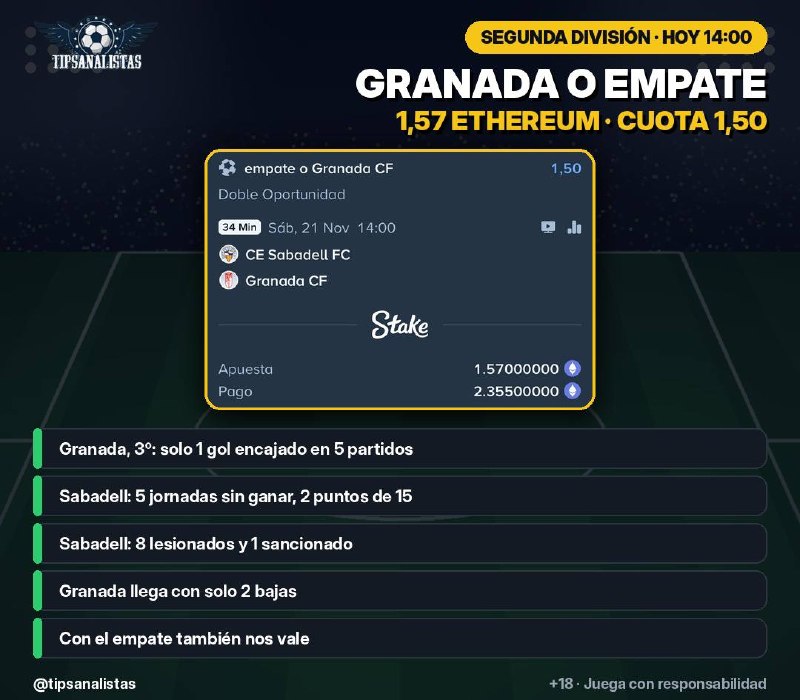 TIPSANALISTAS
SEGUNDA DIVISIÓN · HOY 14:00
GRANADA O EMPATE
1,57 ETHEREUM · CUOTA 1,50
empate o Granada CF 1,50
Doble Oportunidad
34 Min Sáb, 21 Nov 14:00
CE Sabadell FC
Granada CF
Stake
Apuesta 1.57000000
Pago 2.35500000
Granada, 3º: solo 1 gol encajado en 5 partidos
Sabadell: 5 jornadas sin ganar, 2 puntos de 15
Sabadell: 8 lesionados y 1 sancionado
Granada llega con solo 2 bajas
Con el empate también nos vale
@tipsanalistas +18 · Juega con responsabilidad